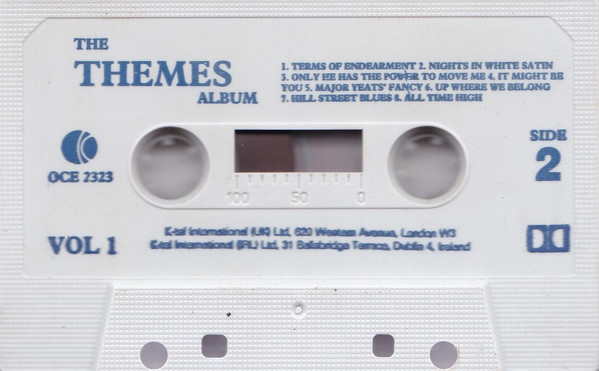 THE
THEMES
ALBUM
1. TERMS OF ENDEARMENT 2. NIGHTS IN WHITE SATIN
3. ONLY HE HAS THE POWER TO MOVE ME 4. IT MIGHT BE
YOU 5. MAJOR YEATS' FANCY 6. UP WHERE WE BELONG
7. HILL STREET BLUES 8. ALL TIME HIGH
K
OCE 2323
SIDE
2
100 50 0
VOL 1
K-tel International (UK) Ltd, 620 Western Avenue, London W3
K-tel International (IRL) Ltd, 31 Ballsbridge Terrace, Dublin 4, Ireland